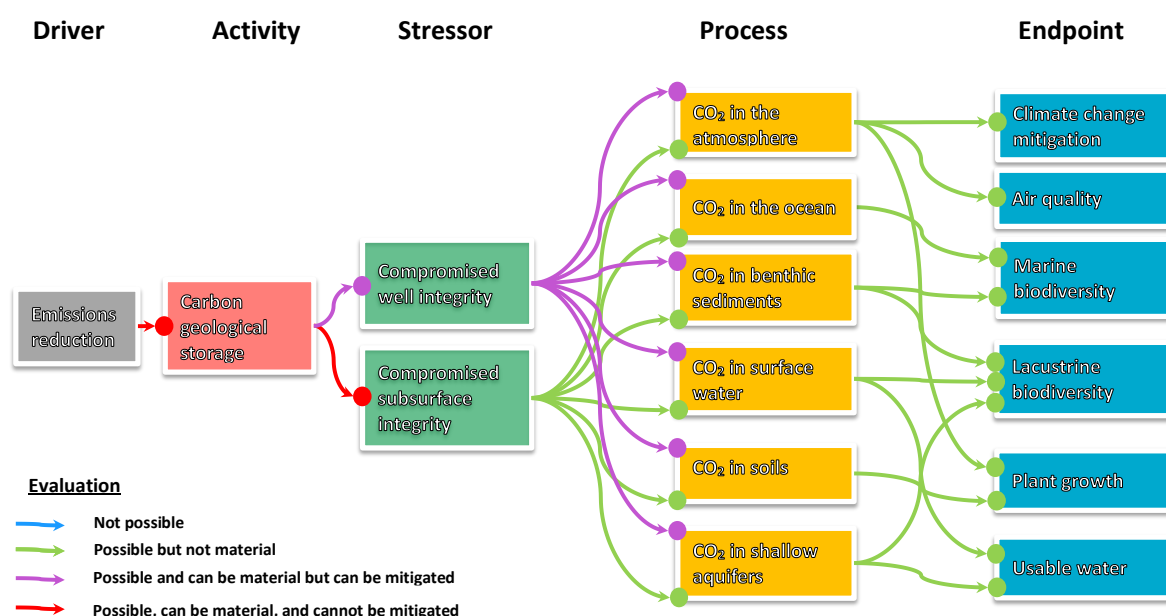 Driver
Activity
Stressor
Process
Endpoint
Emissions
reduction
Carbon
geological
storage
Compromised
well integrity
Compromised
subsurface
integrity
CO₂ in the
atmosphere
CO₂ in the ocean
CO₂ in benthic
sediments
CO₂ in surface
water
CO₂ in soils
CO₂ in shallow
aquifers
Climate change
mitigation
Air quality
Marine
biodiversity
Lacustrine
biodiversity
Plant growth
Usable water
Evaluation
Not possible
Possible but not material
Possible and can be material but can be mitigated
Possible, can be material, and cannot be mitigated